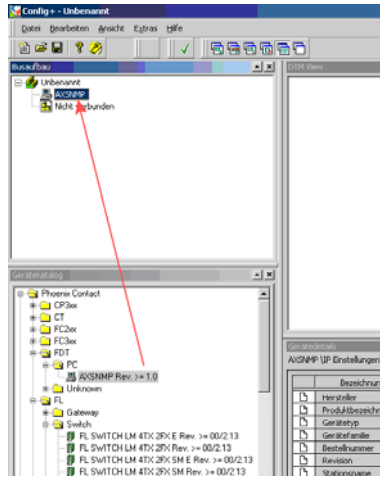 Config+ - Unbenannt
Datei Bearbeiten Ansicht Extras Hilfe
Busaufbau
DTM View
Unbenannt
AXSNMP
Nicht verbunden
Gerätekatalog
Phoenix Contact
CP3xx
CT
FC2xx
FC3xx
FDT
PC
AXSNMP Rev. >= 1.0
Unknown
FL
Gateway
Switch
FL SWITCH LM 4TX 2FX E Rev. >= 00/2.13
FL SWITCH LM 4TX 2FX Rev. >= 00/2.13
FL SWITCH LM 4TX 2FX SM E Rev. >= 00/2.13
FL SWITCH LM 4TX 2FX SM Rev. >= 00/2.13
Gerätedetails
AXSNMP \IP Einstellungen
Bezeichnun
Hersteller
Produktbezeichn
Gerätetyp
Gerätefamilie
Bestellnummer
Revision
Stationsname